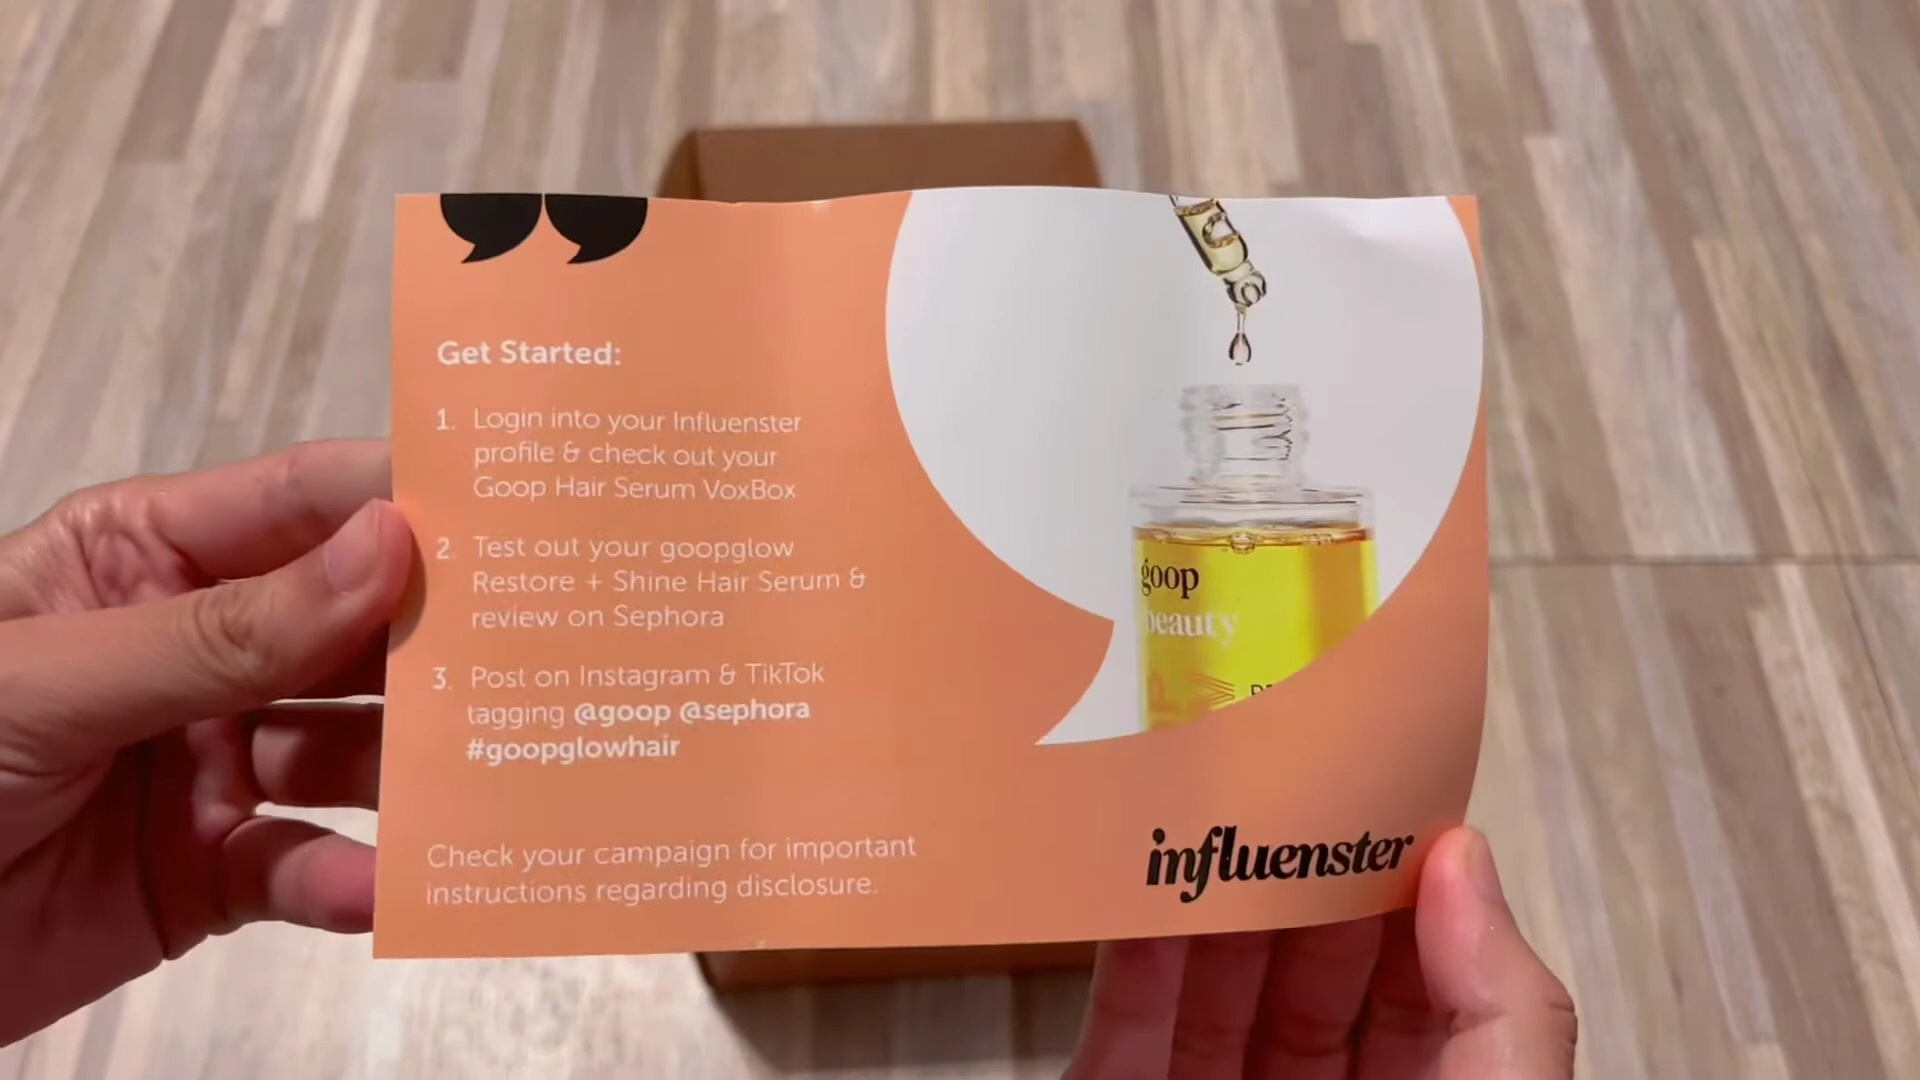 Get Started:
1. Login into your Influenster
profile & check out your
Goop Hair Serum VoxBox
2. Test out your goopglow
Restore + Shine Hair Serum &
review on Sephora
3. Post on Instagram & TikTok
tagging @goop @sephora
#goopglowhair
Check your campaign for important
instructions regarding disclosure.
goop
beauty
influenster